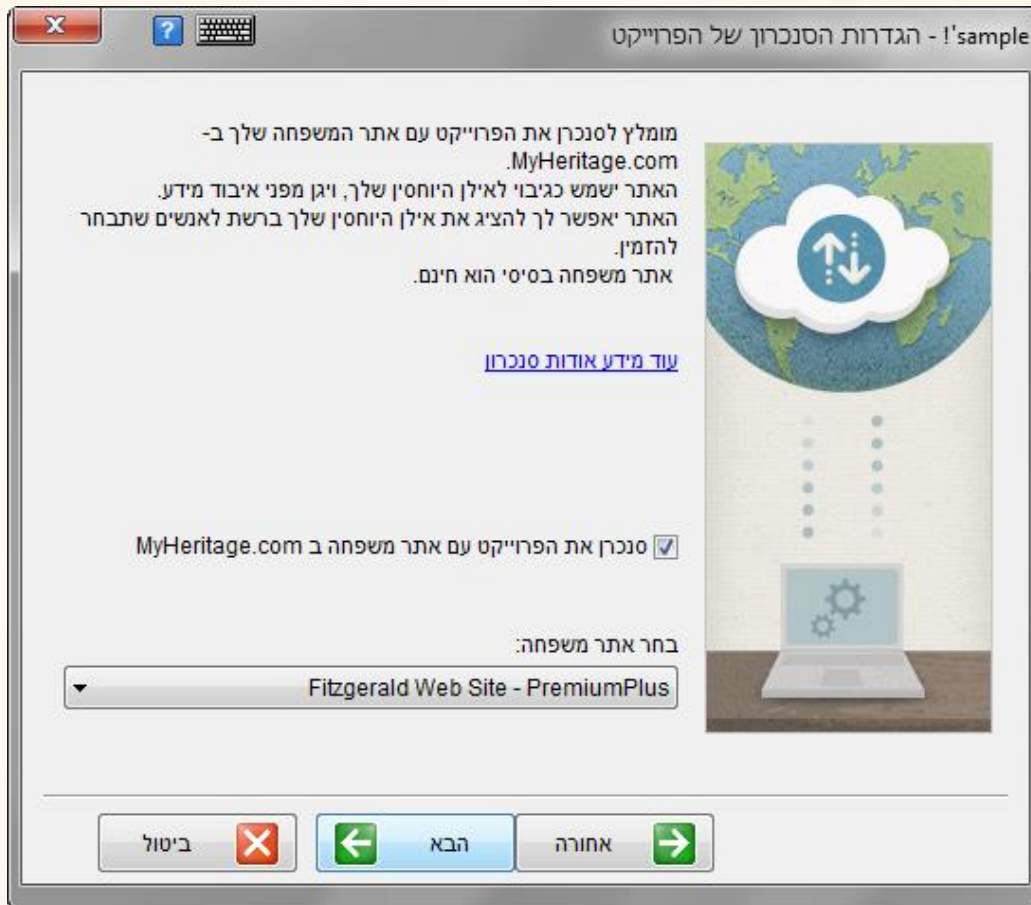 !'sample - הגדרות הסנכרון של הפרוייקט
מומלץ לסנכרן את הפרוייקט עם אתר המשפחה שלך ב-
MyHeritage.com.
האתר ישמש כגיבוי לאילן היוחסין שלך, ויגן מפני איבוד מידע.
האתר יאפשר לך להציג את אילן היוחסין שלך ברשת לאנשים שתבחר
להזמין.
אתר משפחה בסיסי הוא חינם.
עוד מידע אודות סנכרון
סנכרן את הפרוייקט עם אתר משפחה ב MyHeritage.com
בחר אתר משפחה:
Fitzgerald Web Site - PremiumPlus
אחורה
הבא
ביטול